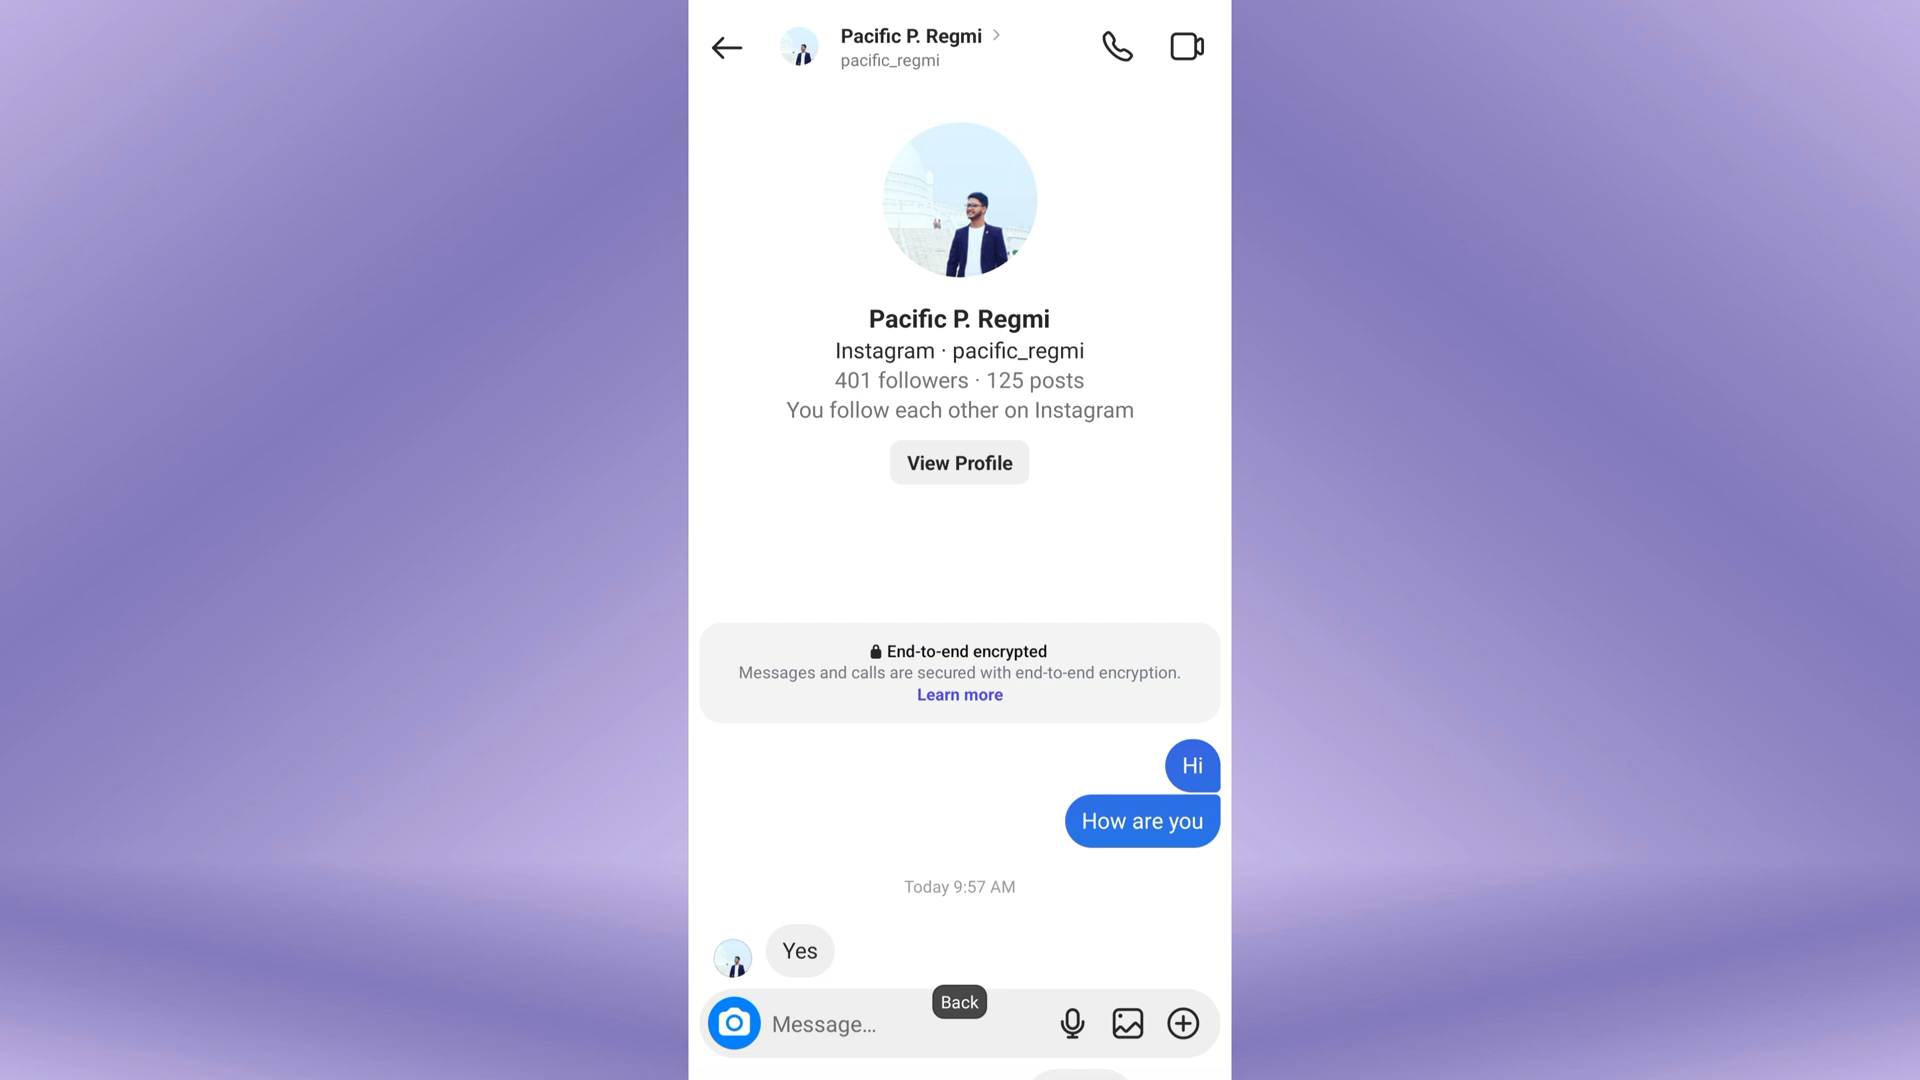 Pacific P. Regmi
pacific_regmi
Pacific P. Regmi
Instagram · pacific_regmi
401 followers · 125 posts
You follow each other on Instagram
View Profile
End-to-end encrypted
Messages and calls are secured with end-to-end encryption.
Learn more
Hi
How are you
Today 9:57 AM
Yes
Back
Message...